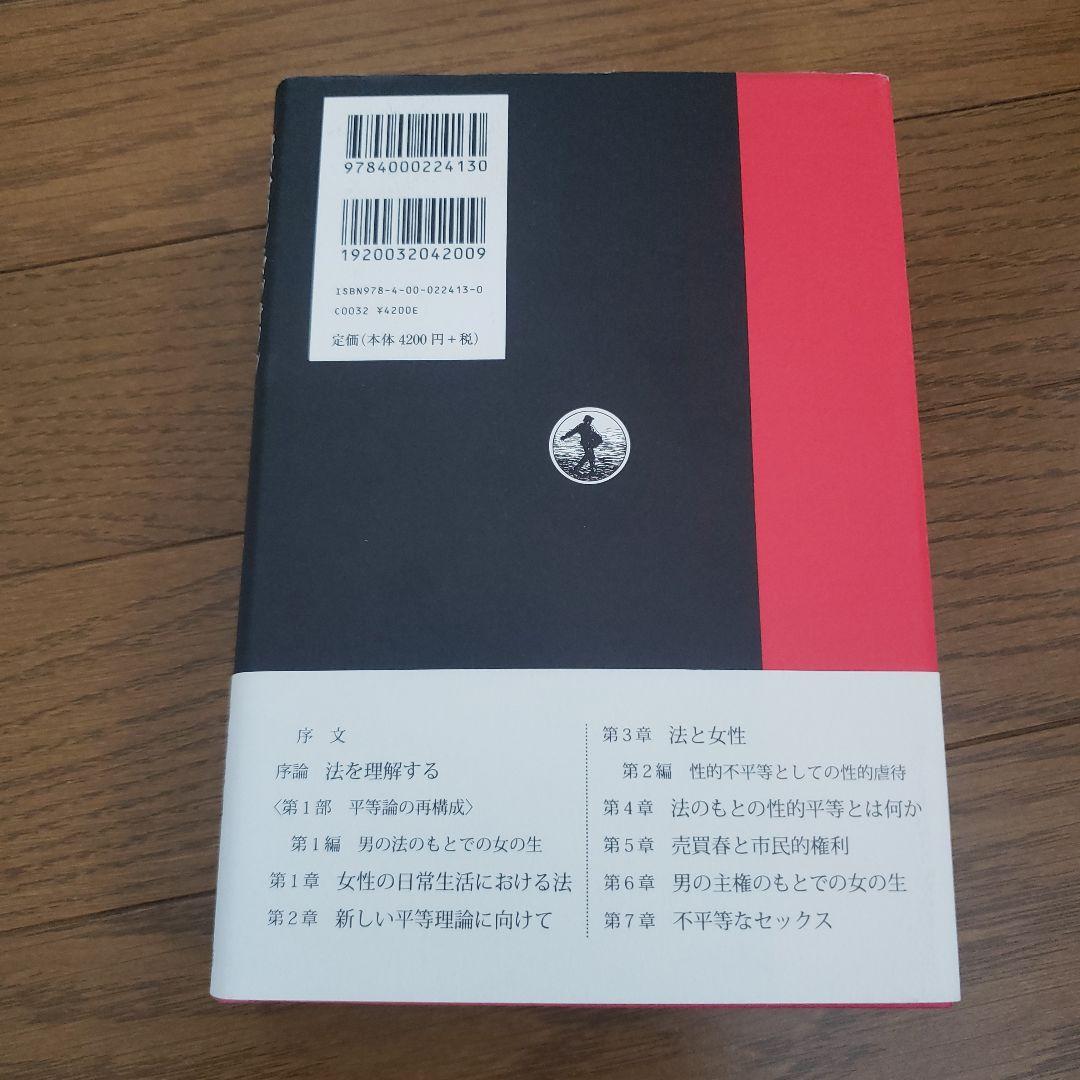 9784000224130
1920032042009
ISBN978-4-00-022413-0
C0032 ¥4200E
定価(本体 4200 円+税)
序 文
序論 法を理解する
〈第1部 平等論の再構成〉
第1編 男の法のもとでの女の生
第1章 女性の日常生活における法
第2章 新しい平等理論に向けて
第3章 法と女性
第2編 性的不平等としての性的虐待
第4章 法のもとの性的平等とは何か
第5章 売買春と市民的権利
第6章 男の主権のもとでの女の生
第7章 不平等なセックス